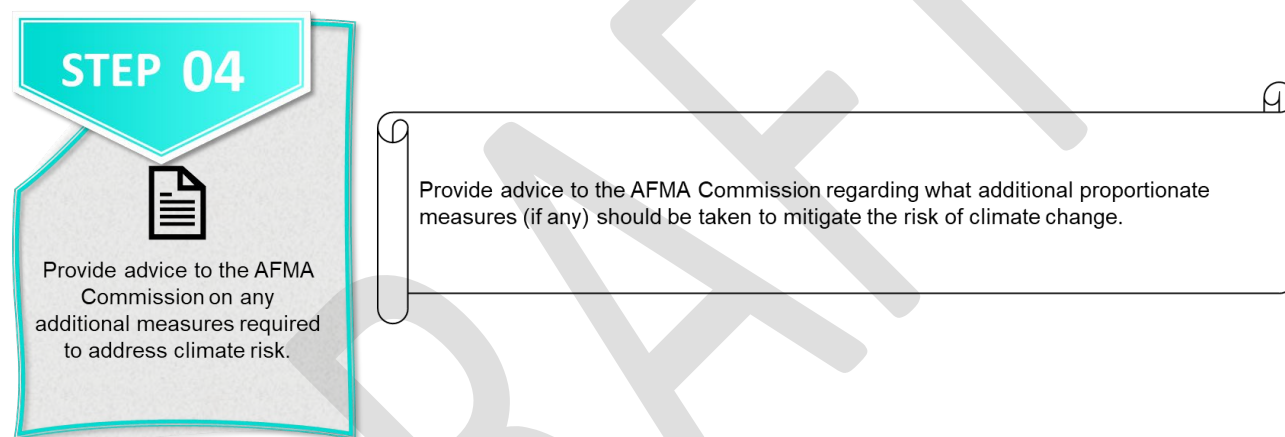 STEP 04
Provide advice to the AFMA
Commission on any
additional measures required
to address climate risk.
Provide advice to the AFMA Commission regarding what additional proportionate
measures (if any) should be taken to mitigate the risk of climate change.
DRAFT